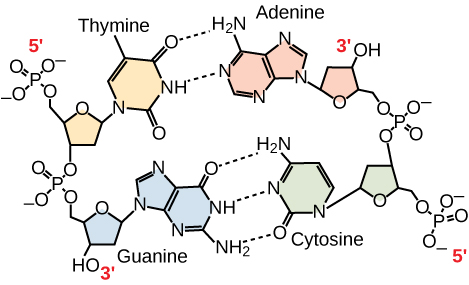 Thymine
H₂N
Adenine
5'
O
N
3'
OH
O
O⁻
P
⁻O
O
NH
N
N
N
N
O
O
O
O⁻
P
O
O
O
O
P
⁻O
O
N
O
H₂N
N
NH
N
N
N
NH₂
O
Cytosine
O
O⁻
P
O
O⁻
5'
O
N
HO
3'
Guanine